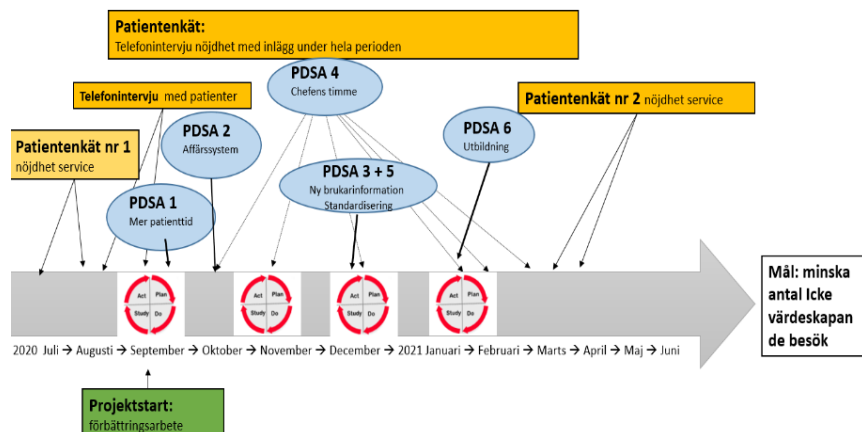 Patientenkät:
Telefonintervju nöjdhet med inlägg under hela perioden
PDSA 4
Chefens timme
Telefonintervju med patienter
PDSA 2
Affärssystem
PDSA 6
Utbildning
Patientenkät nr 2 nöjdhet service
Patientenkät nr 1
nöjdhet service
PDSA 1
Mer patienttid
PDSA 3 + 5
Ny brukarinformation
Standardisering
Act Plan
Study Do
Act Plan
Study Do
Act Plan
Study Do
Act Plan
Study Do
Mål: minska
antal Icke
värdeskapan
de besök
2020 Juli → Augusti → September → Oktober → November → December → 2021 Januari → Februari → Marts → April → Maj → Juni
Projektstart:
förbättringsarbete